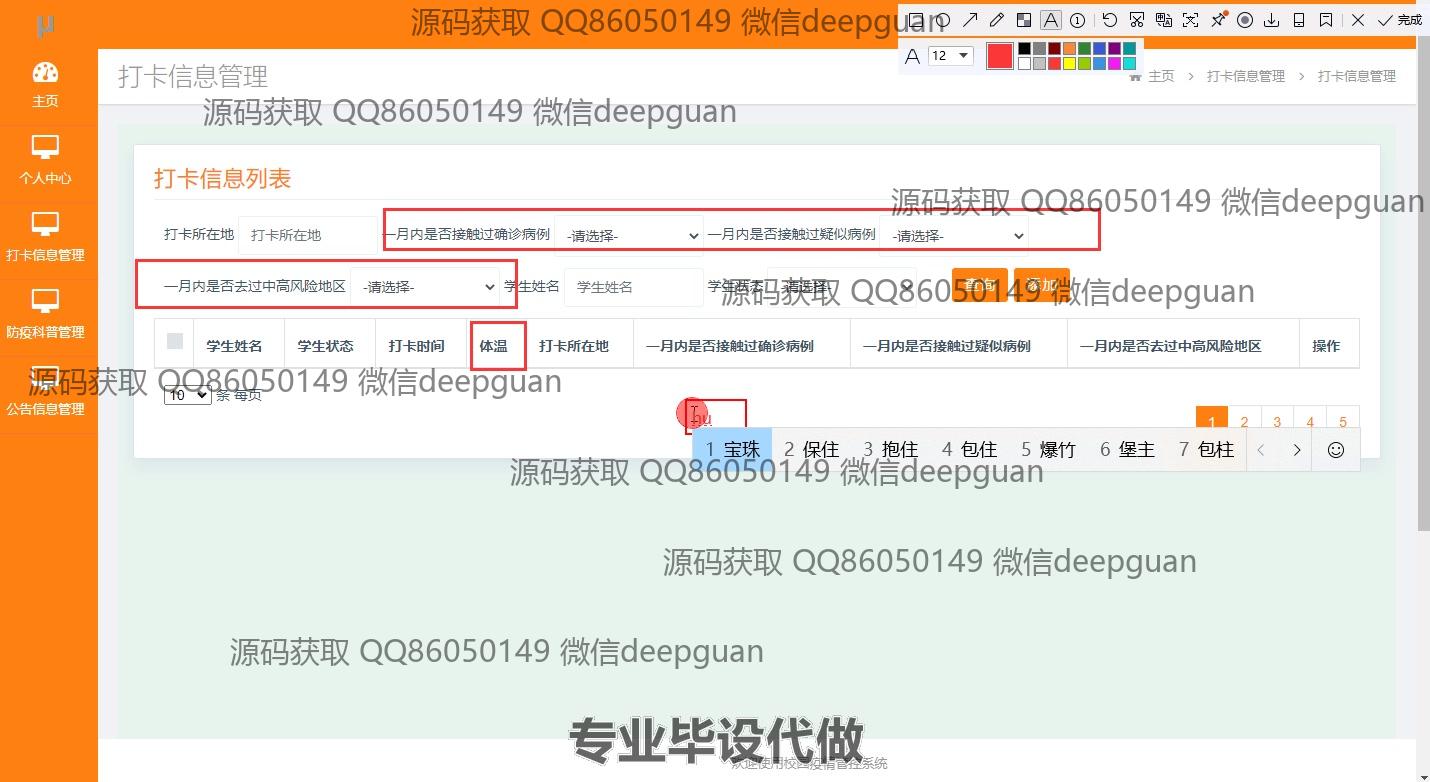 μ
源码获取 QQ86050149 微信deepguan
完成
A 12
主页
打卡信息管理
主页 > 打卡信息管理 > 打卡信息管理
源码获取 QQ86050149 微信deepguan
个人中心
打卡信息列表
源码获取 QQ86050149 微信deepguan
打卡信息管理
打卡所在地 打卡所在地 一月内是否接触过确诊病例 -请选择- 一月内是否接触过疑似病例 -请选择-
一月内是否去过中高风险地区 -请选择- 学生姓名 学生姓名 学生状态 -请选择- 查询 添加
源码获取 QQ86050149 微信deepguan
防疫科普管理
学生姓名 学生状态 打卡时间 体温 打卡所在地 一月内是否接触过确诊病例 一月内是否接触过疑似病例 一月内是否去过中高风险地区 操作
源码获取 QQ86050149 微信deepguan
10 条 每页
公告信息管理
1 2 3 4 5
1 宝珠 2 保住 3 抱住 4 包住 5 爆竹 6 堡主 7 包柱
源码获取 QQ86050149 微信deepguan
源码获取 QQ86050149 微信deepguan
源码获取 QQ86050149 微信deepguan
专业毕设代做
欢迎使用校园疫情管控系统